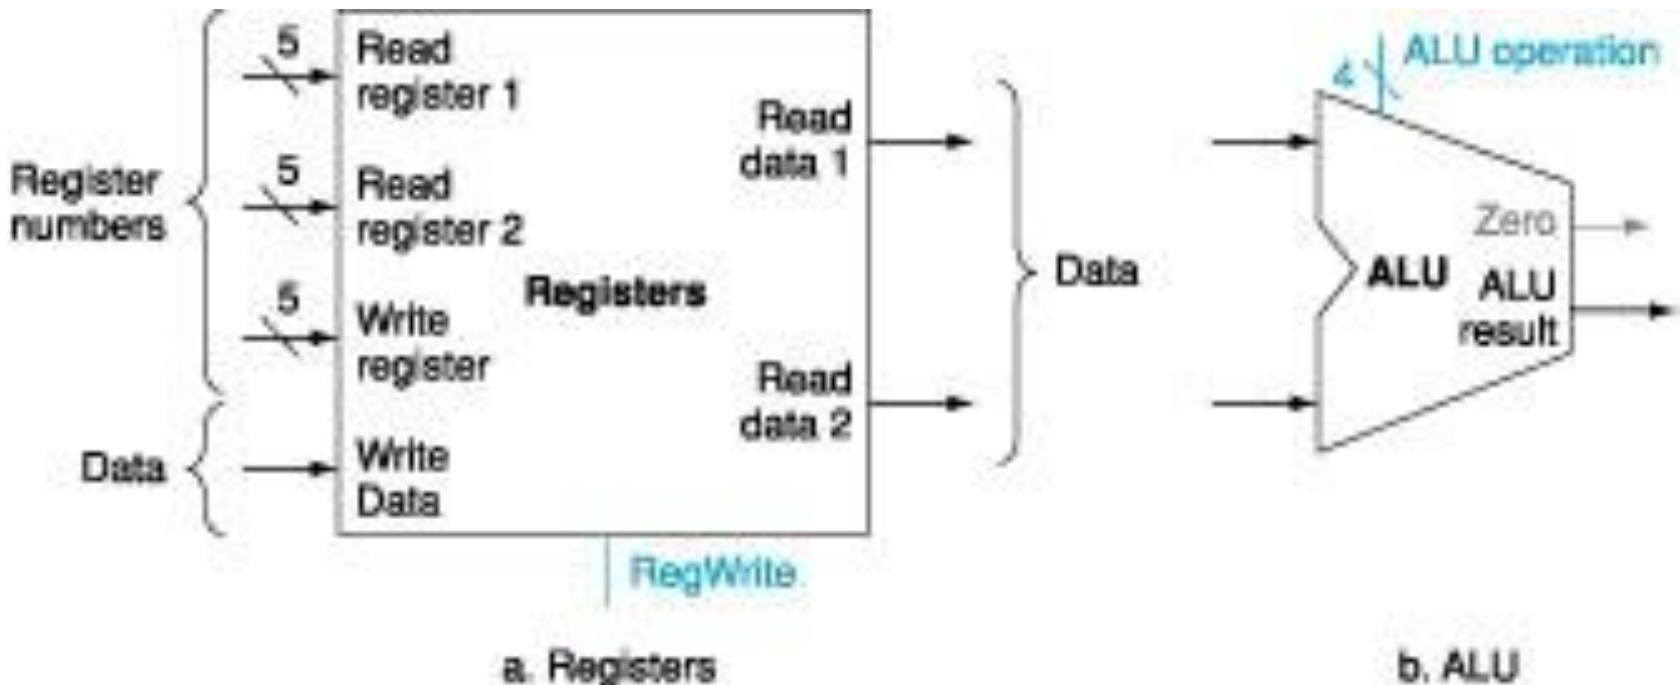 5
Read
register 1
5
Read
register 2
5
Write
register
Write
Data
Register
numbers
Data
Registers
Read
data 1
Read
data 2
Data
RegWrite
a. Registers
4
ALU operation
Zero
ALU
ALU
result
b. ALU